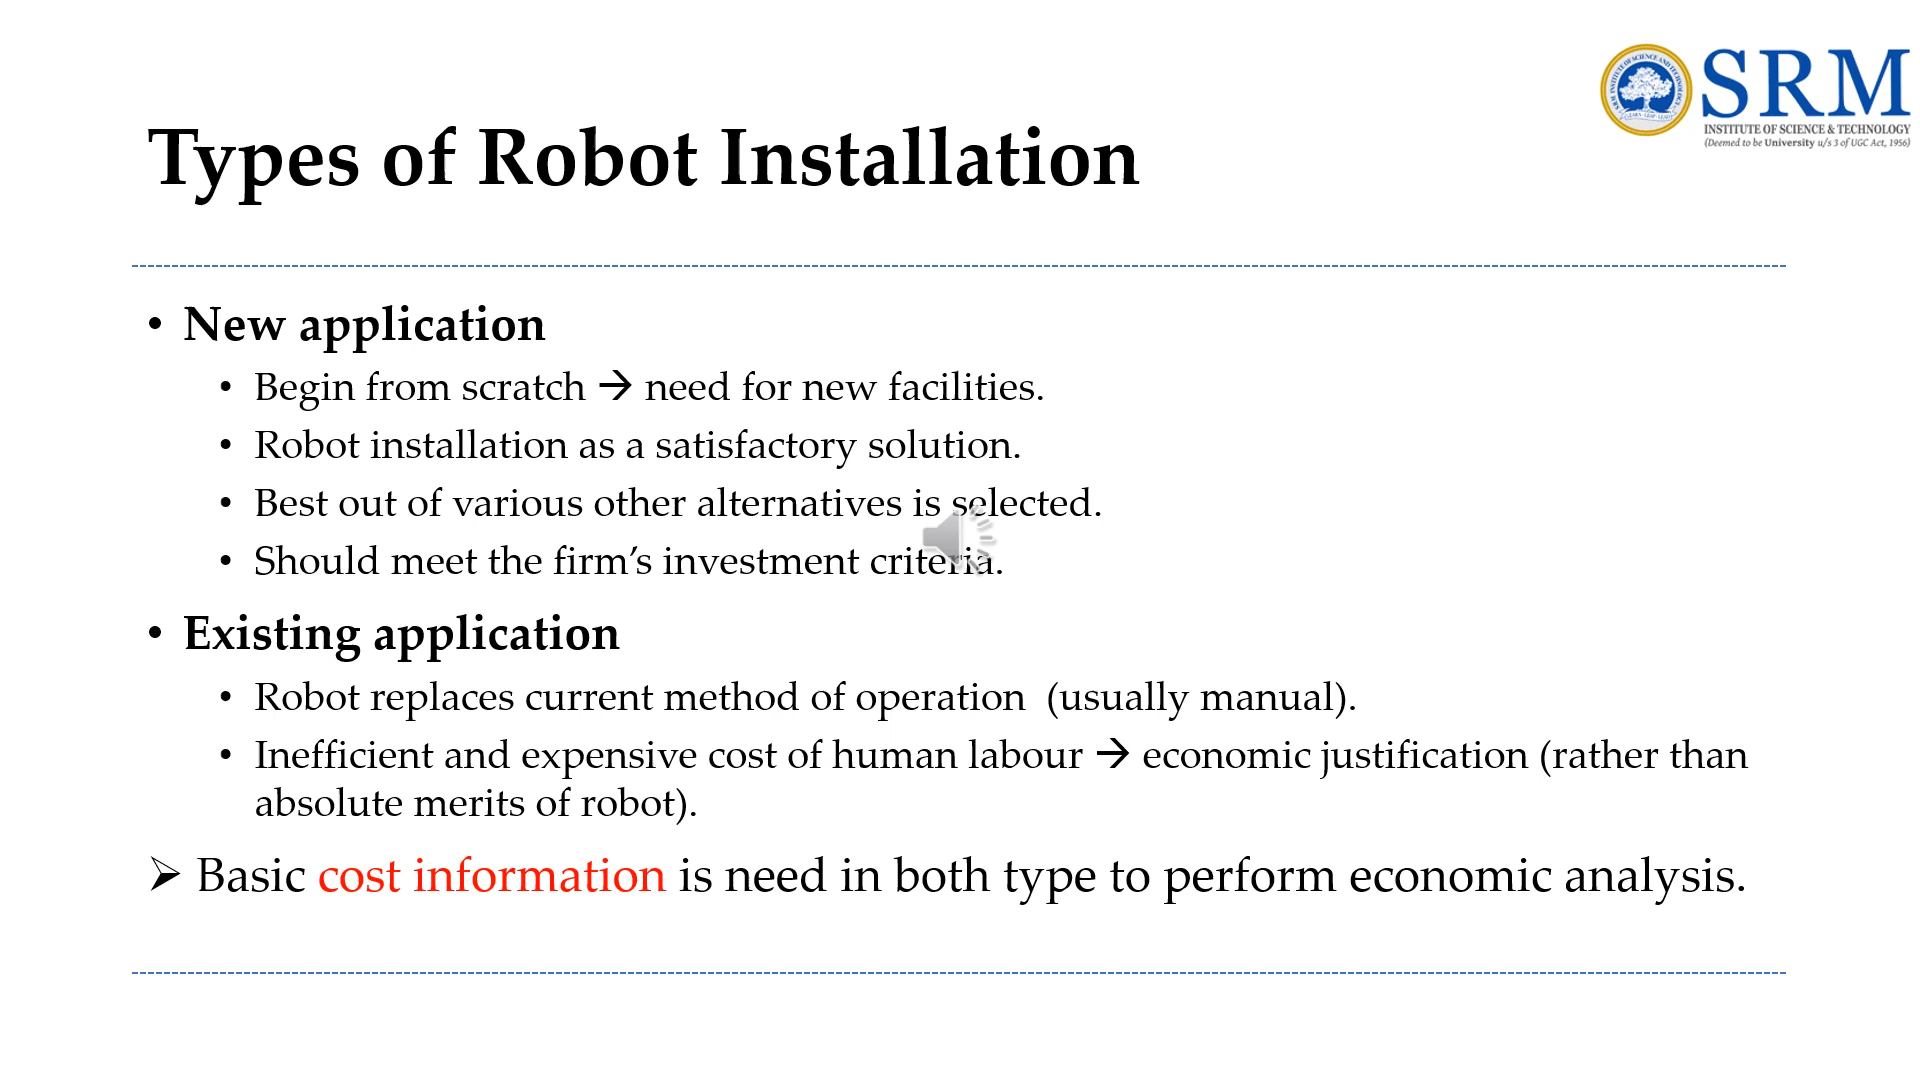 SRM
INSTITUTE OF SCIENCE & TECHNOLOGY
(Deemed to be University u/s 3 of UGC Act, 1956)
Types of Robot Installation
• New application
• Begin from scratch → need for new facilities.
• Robot installation as a satisfactory solution.
• Best out of various other alternatives is selected.
• Should meet the firm’s investment criteria.
• Existing application
• Robot replaces current method of operation  (usually manual).
• Inefficient and expensive cost of human labour → economic justification (rather than
absolute merits of robot).
➢ Basic cost information is need in both type to perform economic analysis.